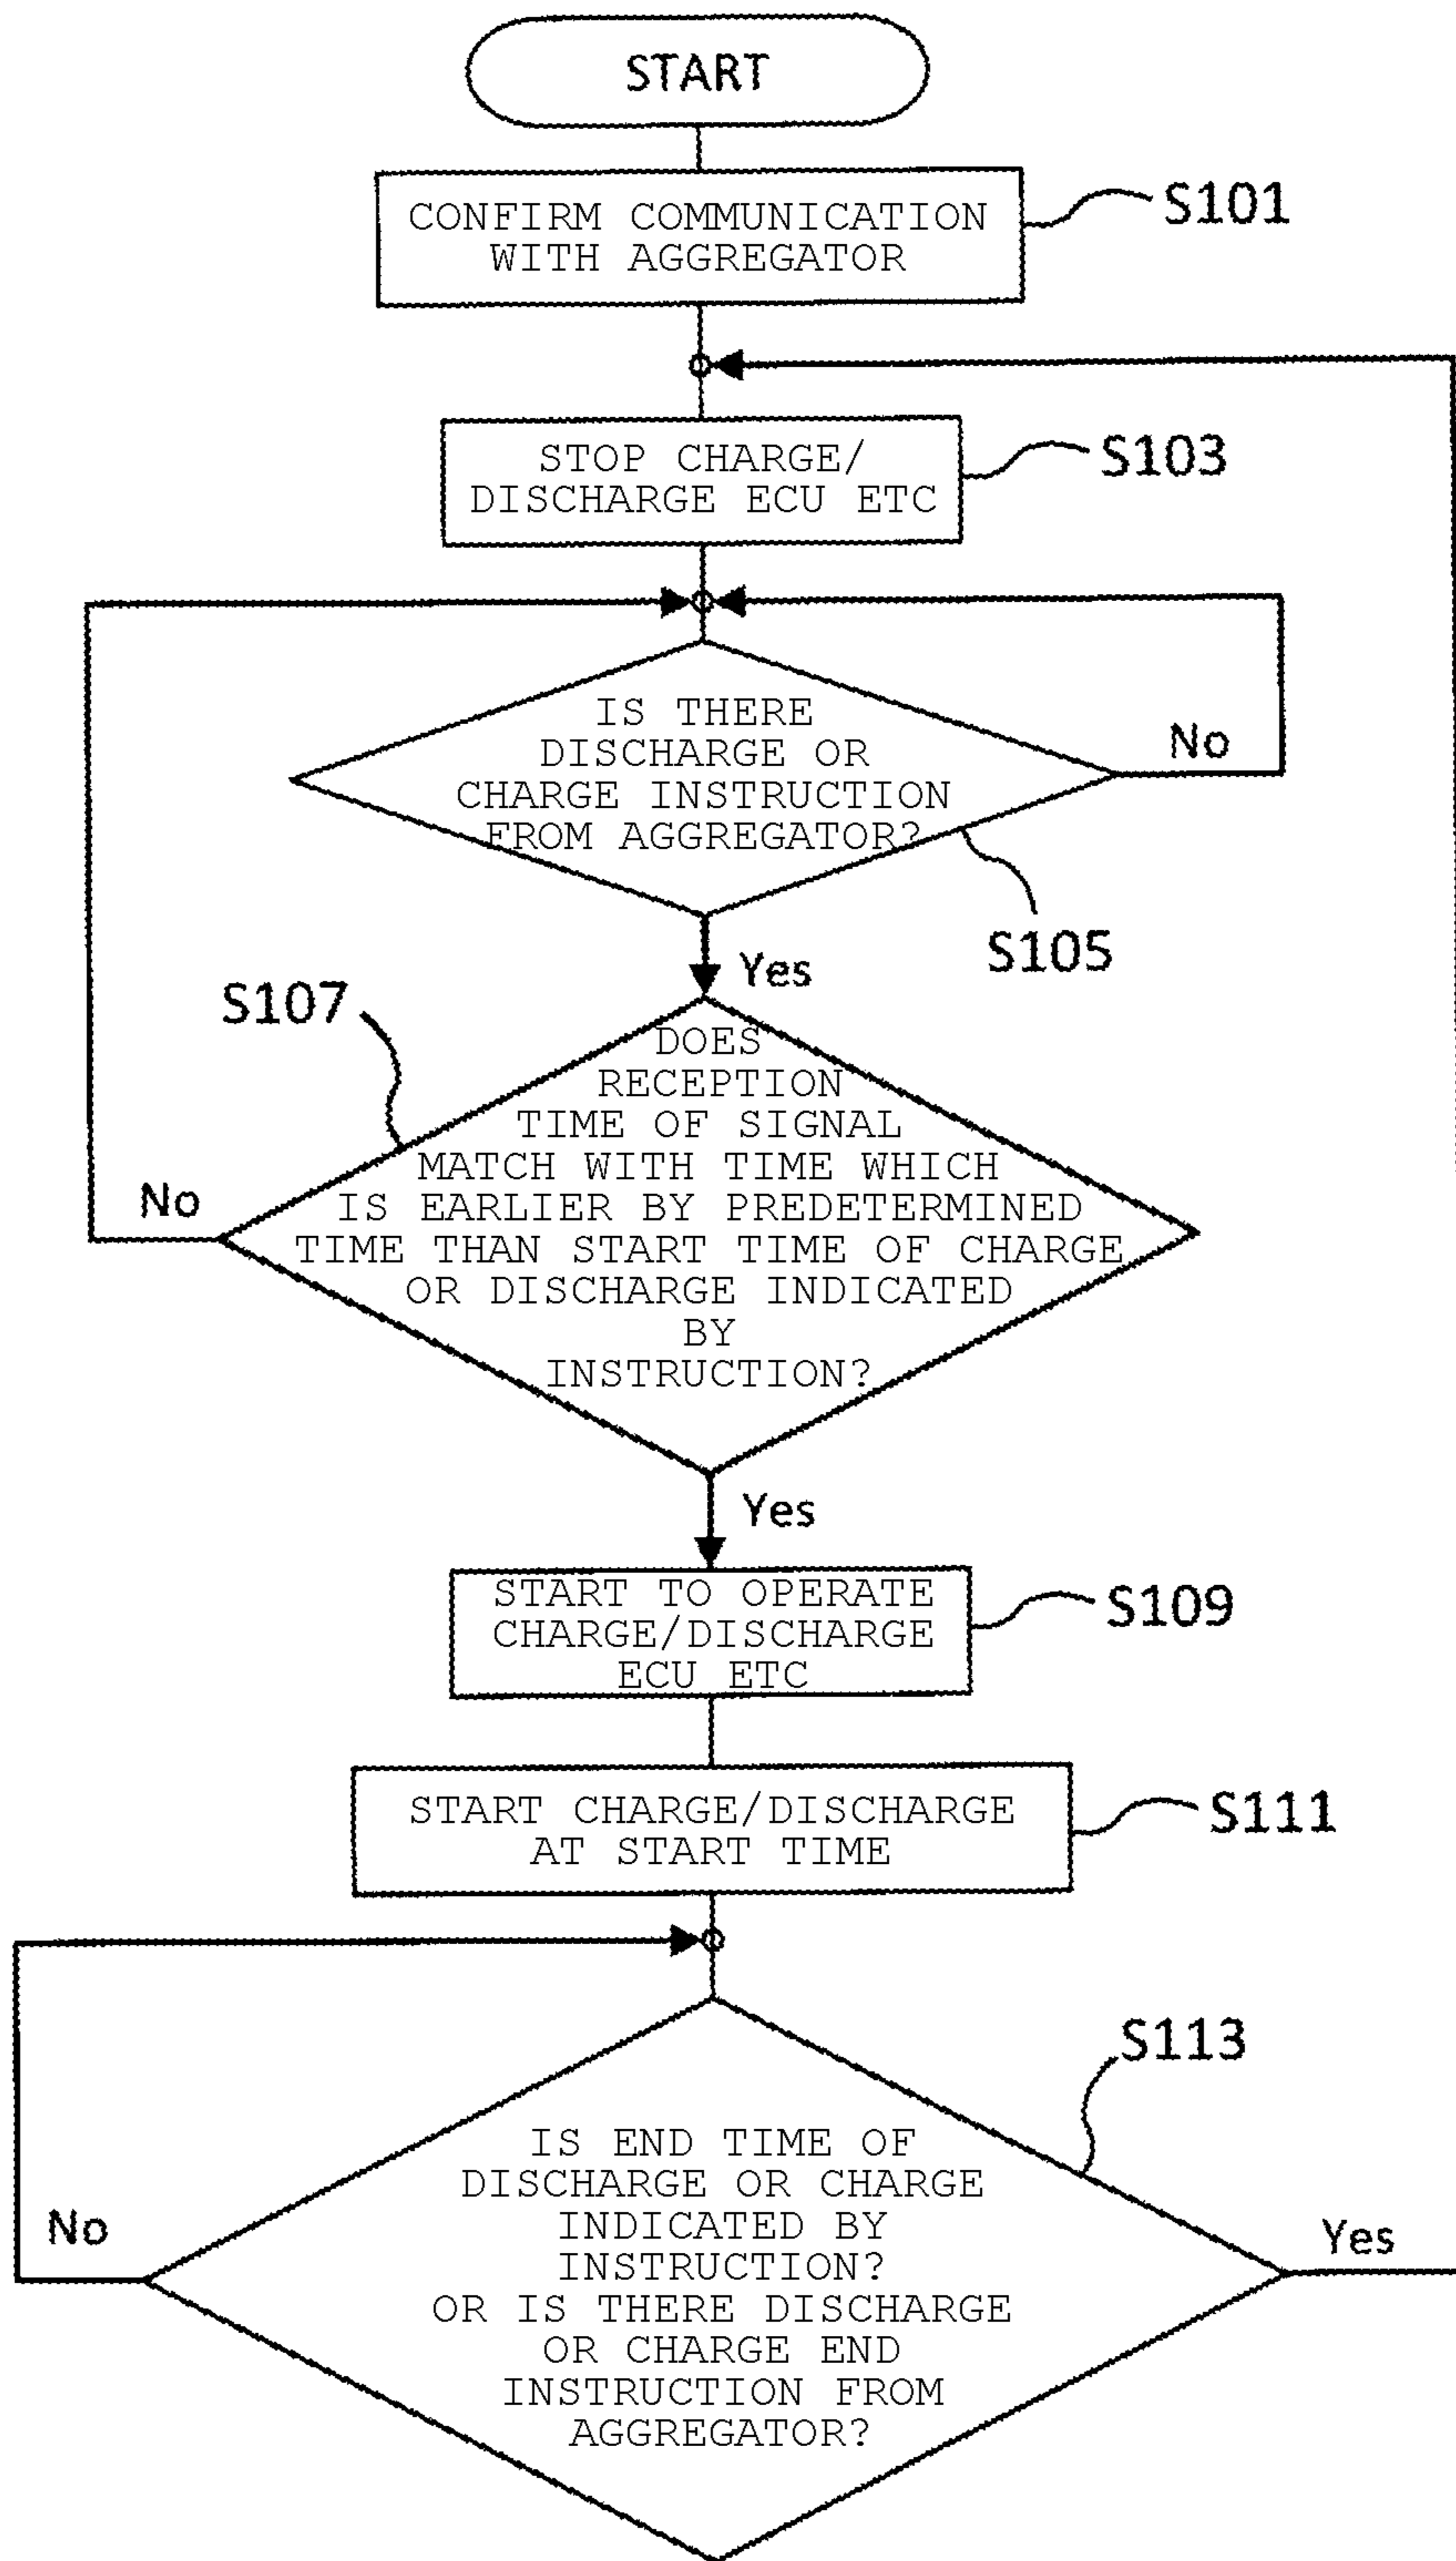 START
CONFIRM COMMUNICATION
WITH AGGREGATOR
S101
STOP CHARGE/
DISCHARGE ECU ETC
S103
IS THERE
DISCHARGE OR
CHARGE INSTRUCTION
FROM AGGREGATOR?
No
S105
Yes
S107
DOES
RECEPTION
TIME OF SIGNAL
MATCH WITH TIME WHICH
IS EARLIER BY PREDETERMINED
TIME THAN START TIME OF CHARGE
OR DISCHARGE INDICATED
BY
INSTRUCTION?
No
Yes
START TO OPERATE
CHARGE/DISCHARGE
ECU ETC
S109
START CHARGE/DISCHARGE
AT START TIME
S111
S113
IS END TIME OF
DISCHARGE OR CHARGE
INDICATED BY
INSTRUCTION?
OR IS THERE DISCHARGE
OR CHARGE END
INSTRUCTION FROM
AGGREGATOR?
No
Yes